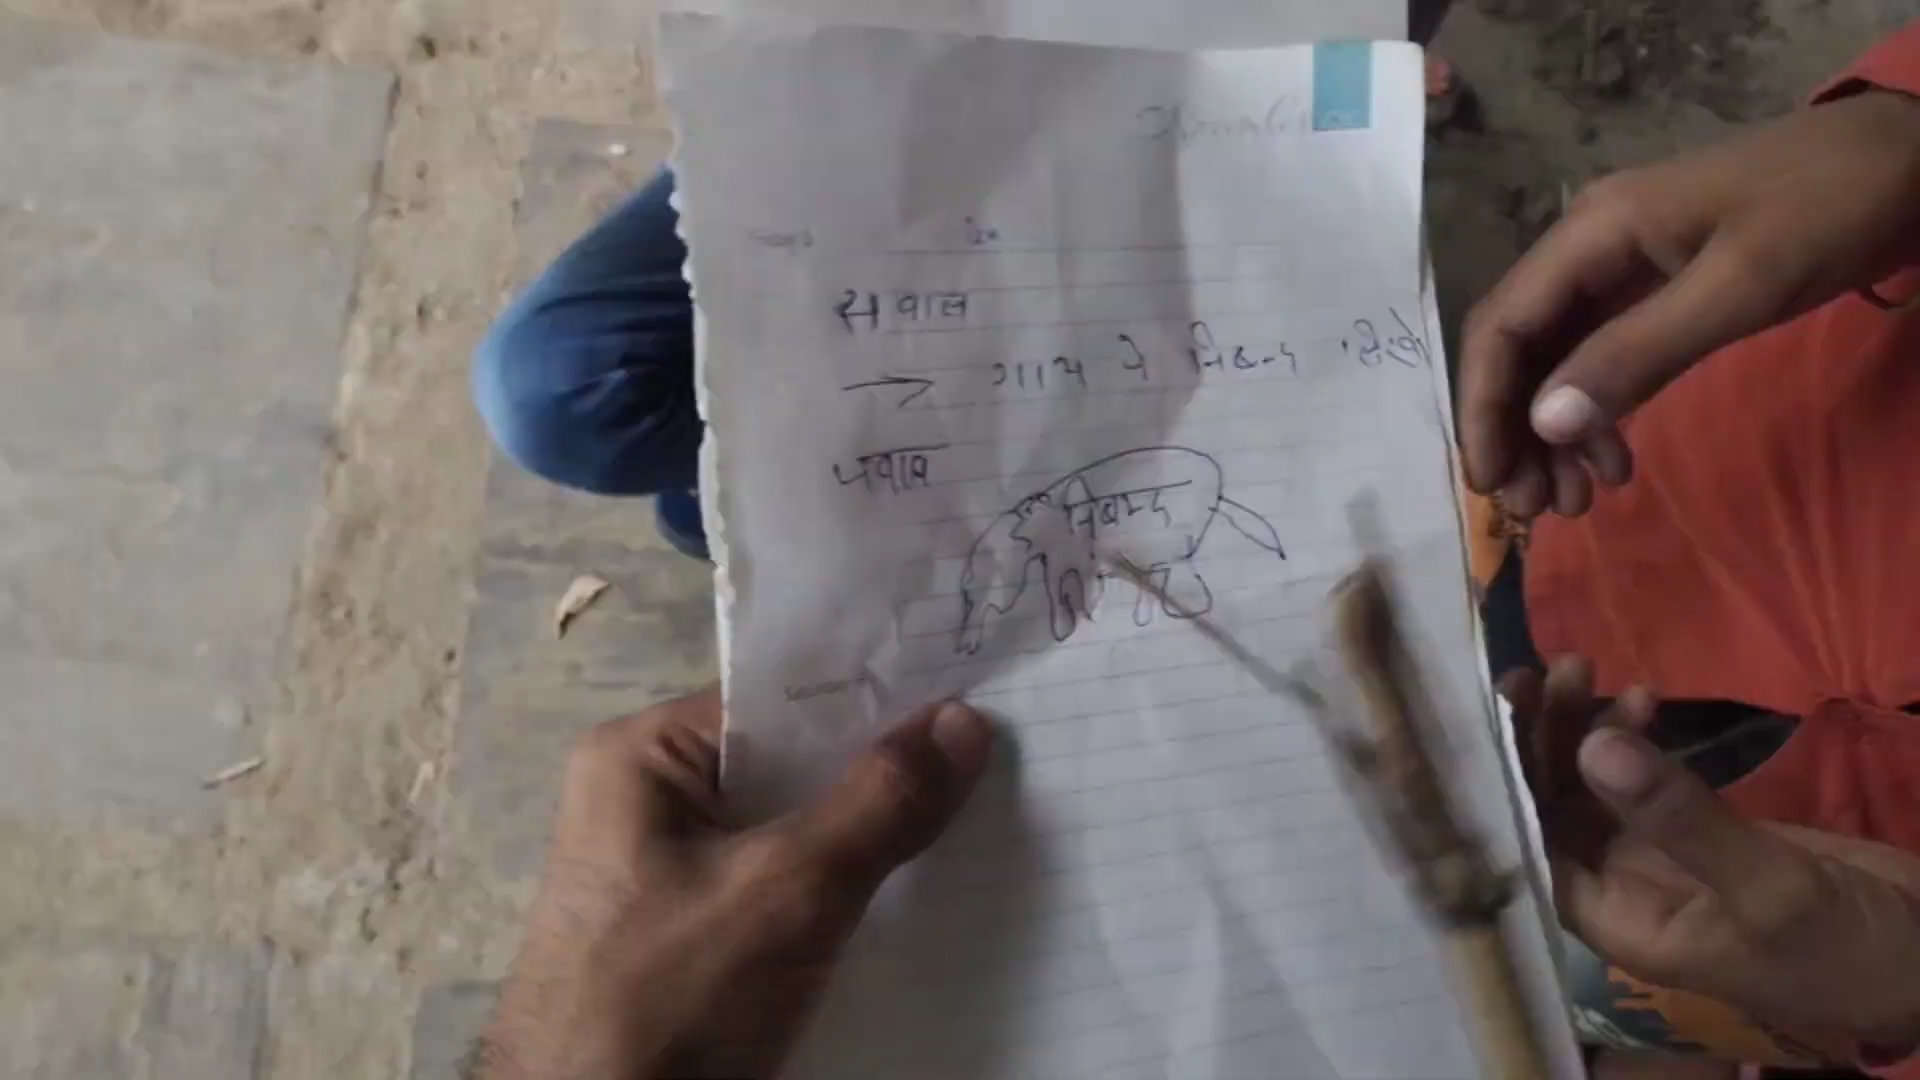 सवाल
→ गाय पे निबन्द लिखो
जवाब
निबन्द